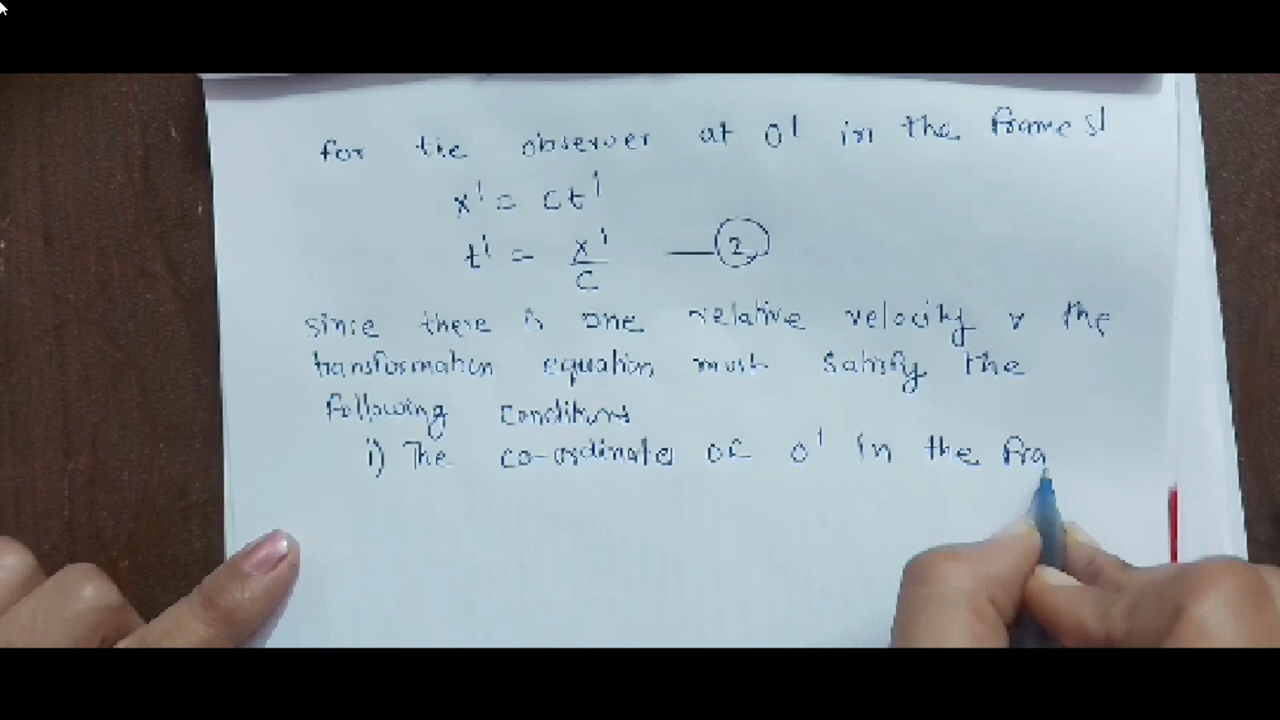 for the observer at O' in the frame s'
x' = ct'
t' = x'/c —②
since there is one relative velocity v the
transformation equation must satisfy the
following conditions
i) The co-ordinates of O' in the fra